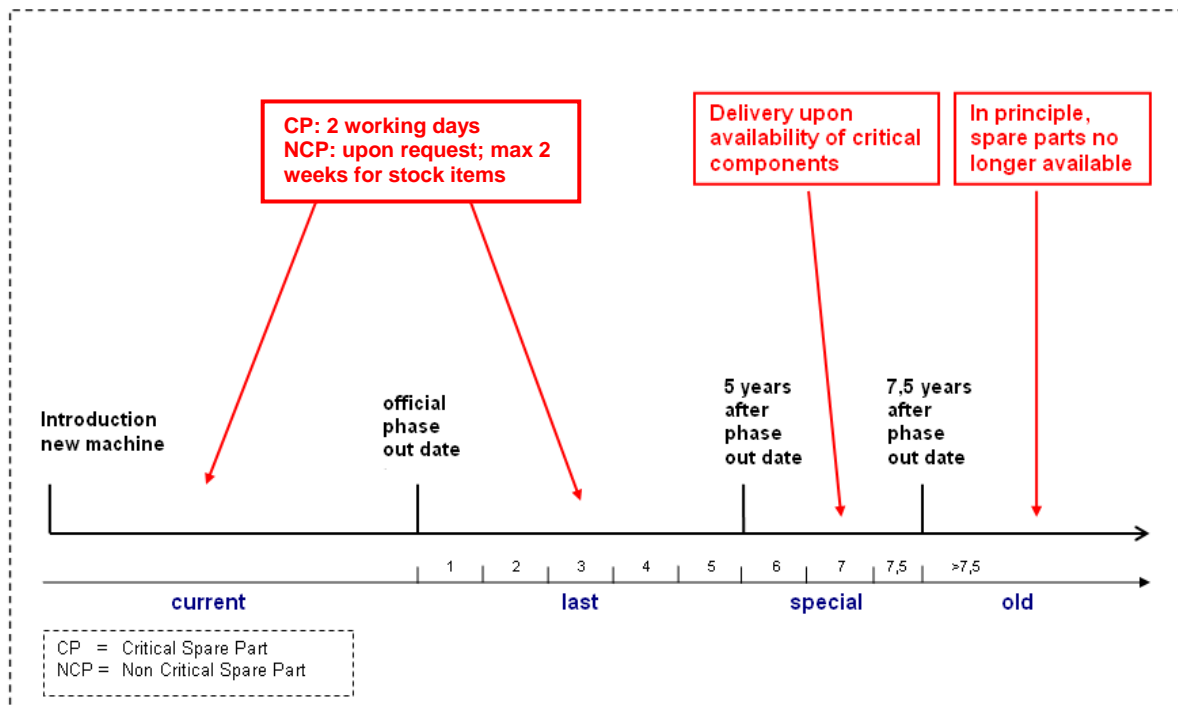 CP: 2 working days
NCP: upon request; max 2
weeks for stock items
Delivery upon
availability of critical
components
In principle,
spare parts no
longer available
Introduction
new machine
official
phase
out date
5 years
after
phase
out date
7,5 years
after
phase
out date
1 2 3 4 5 6 7 7,5 >7,5
current last special old
CP = Critical Spare Part
NCP = Non Critical Spare Part